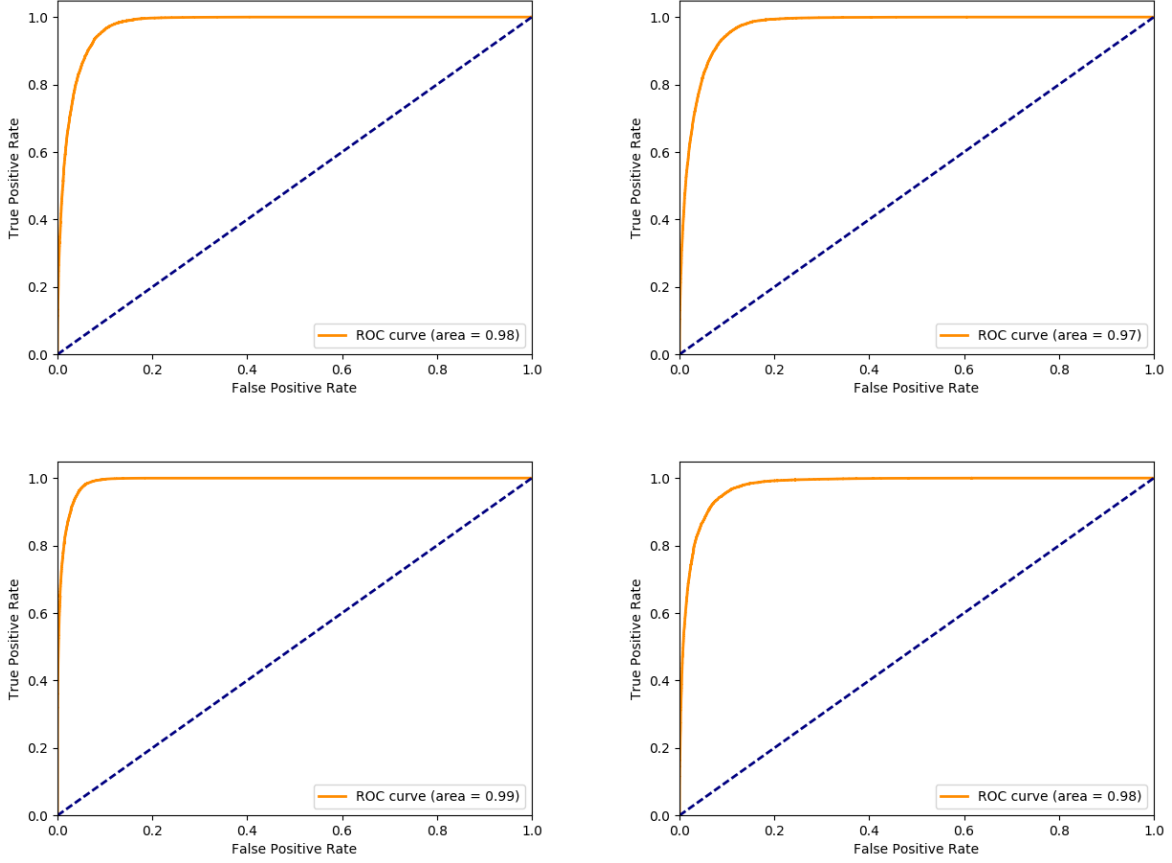 1.0
0.8
0.6
0.4
0.2
0.0
True Positive Rate
ROC curve (area = 0.98)
0.0 0.2 0.4 0.6 0.8 1.0
False Positive Rate
1.0
0.8
0.6
0.4
0.2
0.0
True Positive Rate
ROC curve (area = 0.97)
0.0 0.2 0.4 0.6 0.8 1.0
False Positive Rate
1.0
0.8
0.6
0.4
0.2
0.0
True Positive Rate
ROC curve (area = 0.99)
0.0 0.2 0.4 0.6 0.8 1.0
False Positive Rate
1.0
0.8
0.6
0.4
0.2
0.0
True Positive Rate
ROC curve (area = 0.98)
0.0 0.2 0.4 0.6 0.8 1.0
False Positive Rate